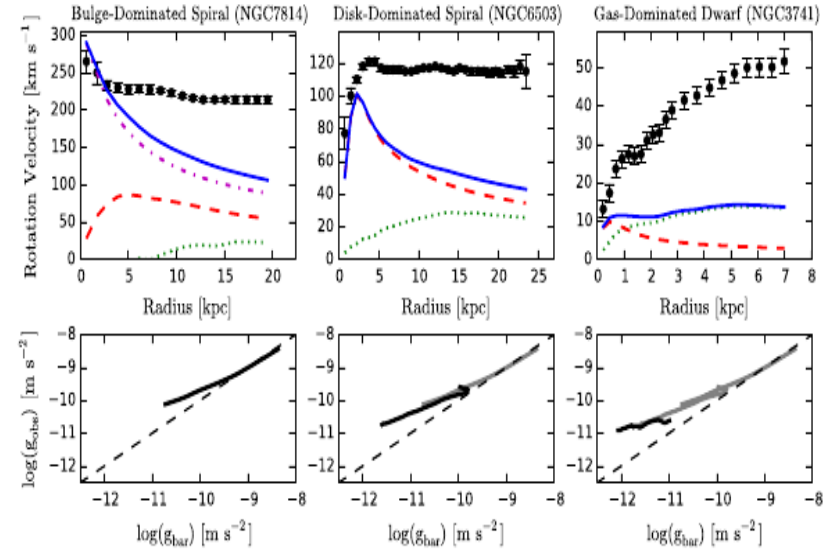 Bulge-Dominated Spiral (NGC7814)
Disk-Dominated Spiral (NGC6503)
Gas-Dominated Dwarf (NGC3741)
Rotation Velocity [km s⁻¹]
300
250
200
150
100
50
0
0 5 10 15 20
Radius [kpc]
120
100
80
60
40
20
0
0 5 10 15 20 25
Radius [kpc]
50
40
30
20
10
0
0 1 2 3 4 5 6 7 8
Radius [kpc]
log(gobs) [m s⁻²]
−8
−9
−10
−11
−12
−12 −11 −10 −9 −8
log(gbar) [m s⁻²]
−8
−9
−10
−11
−12
−12 −11 −10 −9 −8
log(gbar) [m s⁻²]
−8
−9
−10
−11
−12
−12 −11 −10 −9 −8
log(gbar) [m s⁻²]